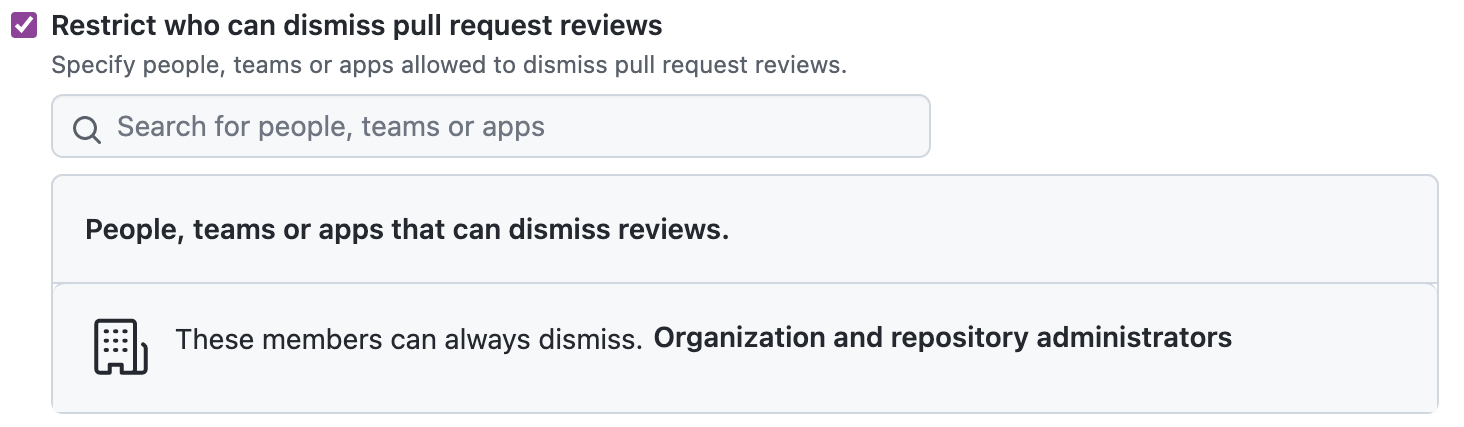 Restrict who can dismiss pull request reviews
Specify people, teams or apps allowed to dismiss pull request reviews.
Search for people, teams or apps
People, teams or apps that can dismiss reviews.
These members can always dismiss. Organization and repository administrators